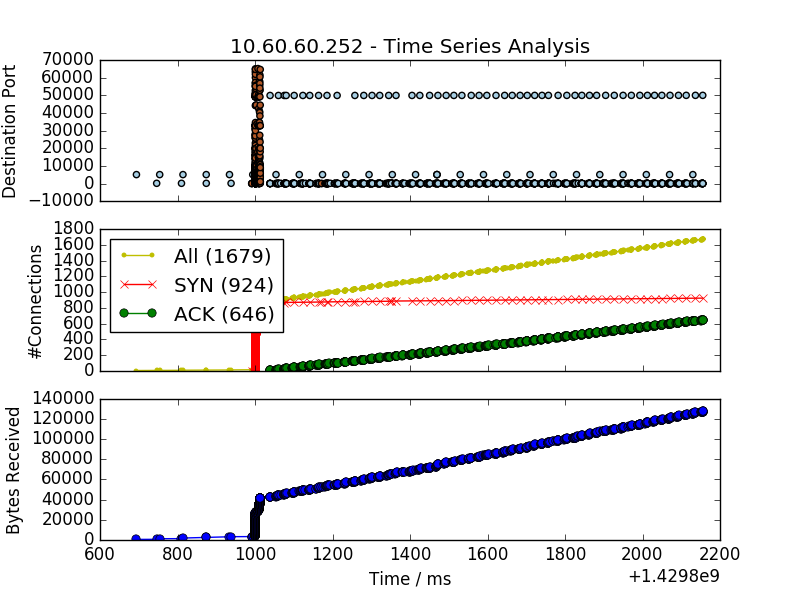 10.60.60.252 - Time Series Analysis
Destination Port
70000
60000
50000
40000
30000
20000
10000
0
−10000
#Connections
1800
1600
1400
1200
1000
800
600
400
200
0
All (1679)
SYN (924)
ACK (646)
Bytes Received
140000
120000
100000
80000
60000
40000
20000
0
600 800 1000 1200 1400 1600 1800 2000 2200
Time / ms
+1.4298e9